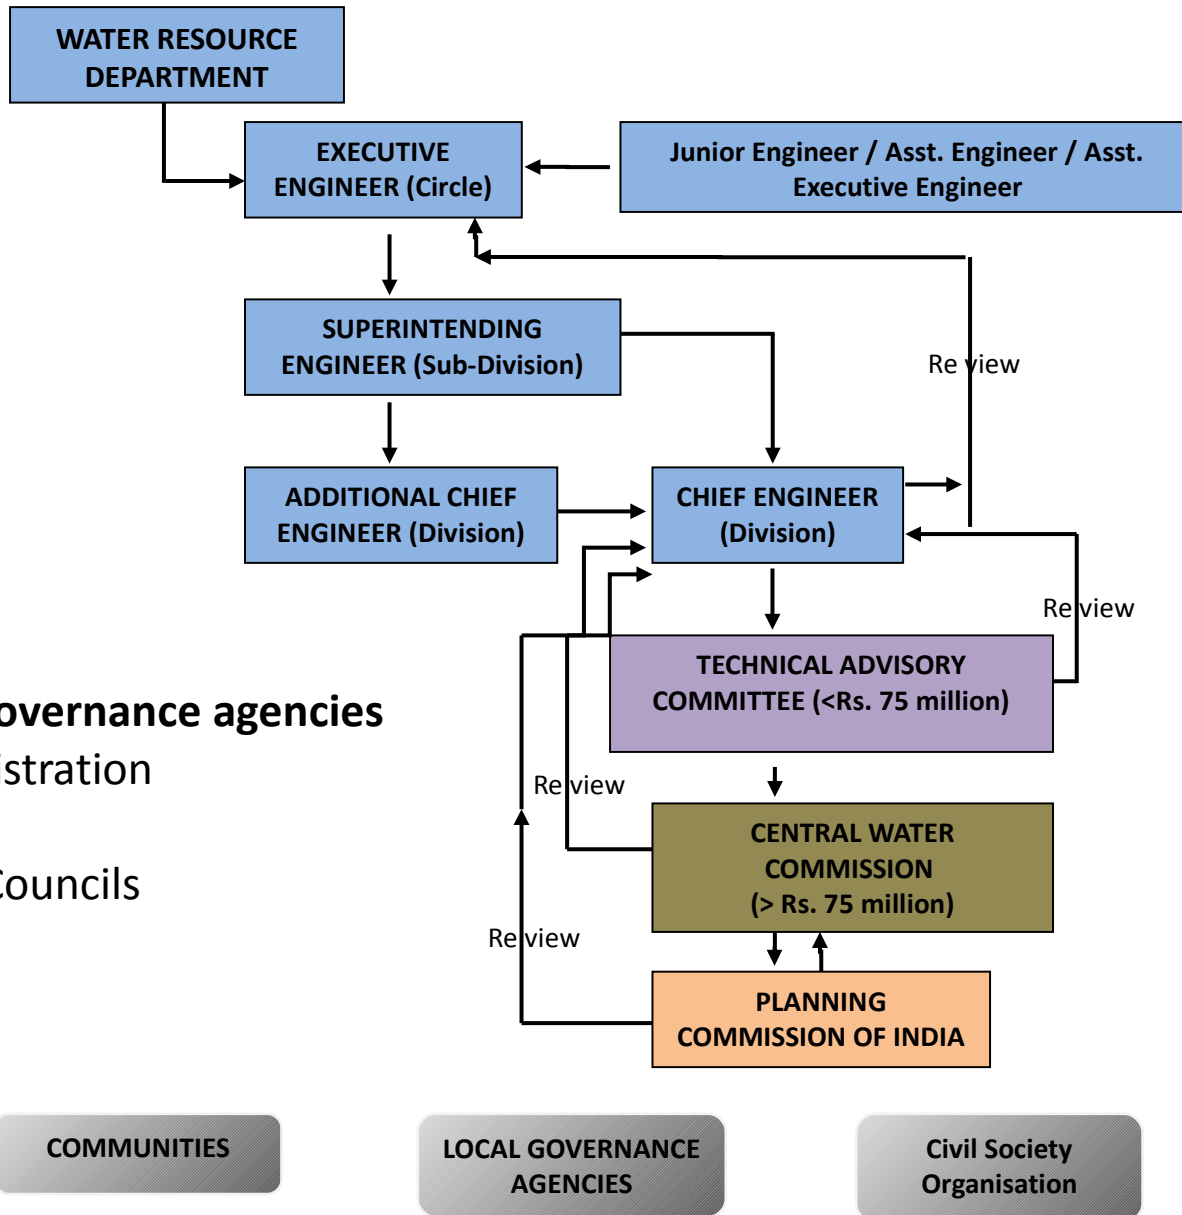 WATER RESOURCE
DEPARTMENT
EXECUTIVE
ENGINEER (Circle)
Junior Engineer / Asst. Engineer / Asst.
Executive Engineer
SUPERINTENDING
ENGINEER (Sub-Division)
Re view
ADDITIONAL CHIEF
ENGINEER (Division)
CHIEF ENGINEER
(Division)
Re view
TECHNICAL ADVISORY
COMMITTEE (<Rs. 75 million)
overnance agencies
istration
Re view
CENTRAL WATER
COMMISSION
(> Rs. 75 million)
Councils
Re view
PLANNING
COMMISSION OF INDIA
COMMUNITIES
LOCAL GOVERNANCE
AGENCIES
Civil Society
Organisation